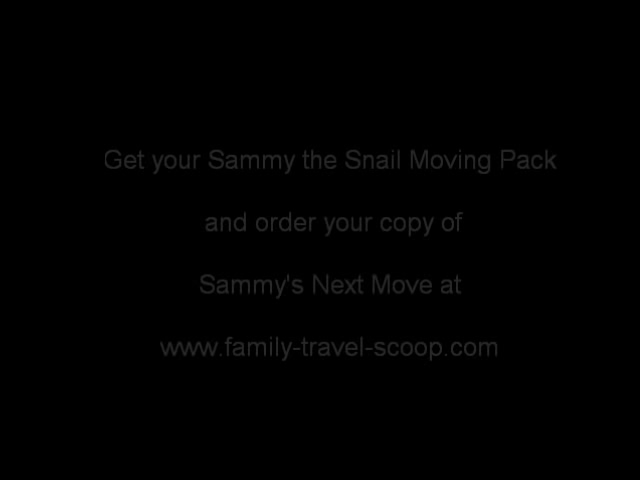 Get your Sammy the Snail Moving Pack
and order your copy of
Sammy's Next Move at
www.family-travel-scoop.com